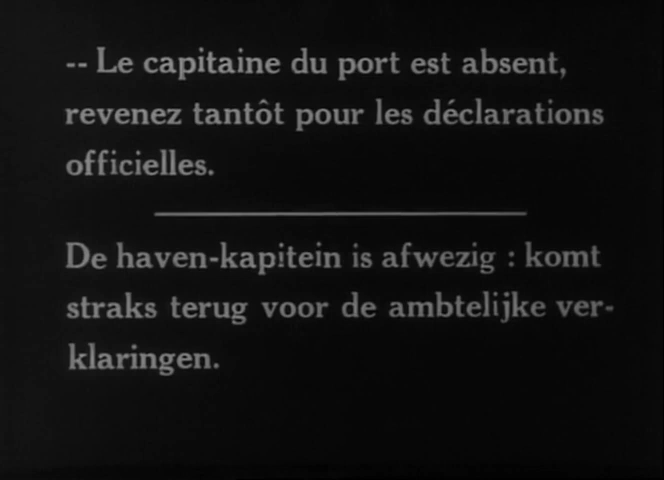 -- Le capitaine du port est absent,
revenez tantôt pour les déclarations
officielles.
De haven-kapitein is afwezig : komt
straks terug voor de ambtelijke ver-
klaringen.